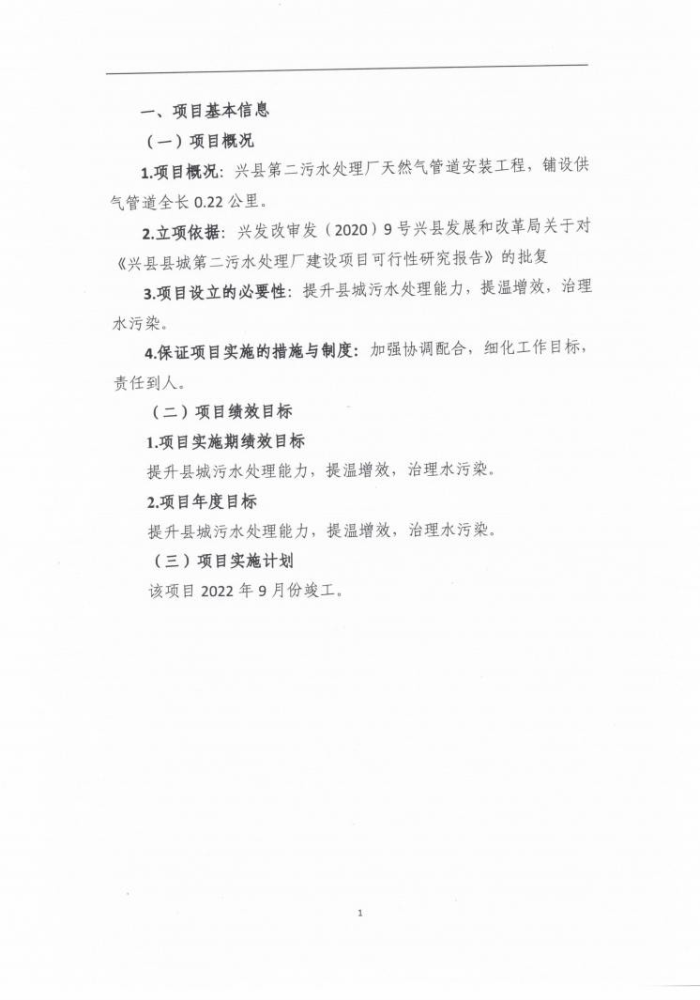 一、项目基本信息
（一）项目概况
1.项目概况：兴县第二污水处理厂天然气管道安装工程，铺设供
气管道全长 0.22 公里。
2.立项依据：兴发改审发（2020）9 号兴县发展和改革局关于对
《兴县县城第二污水处理厂建设项目可行性研究报告》的批复
3.项目设立的必要性：提升县城污水处理能力，提温增效，治理
水污染。
4.保证项目实施的措施与制度：加强协调配合，细化工作目标，
责任到人。
（二）项目绩效目标
1.项目实施期绩效目标
提升县城污水处理能力，提温增效，治理水污染。
2.项目年度目标
提升县城污水处理能力，提温增效，治理水污染。
（三）项目实施计划
该项目 2022 年 9 月份竣工。
1